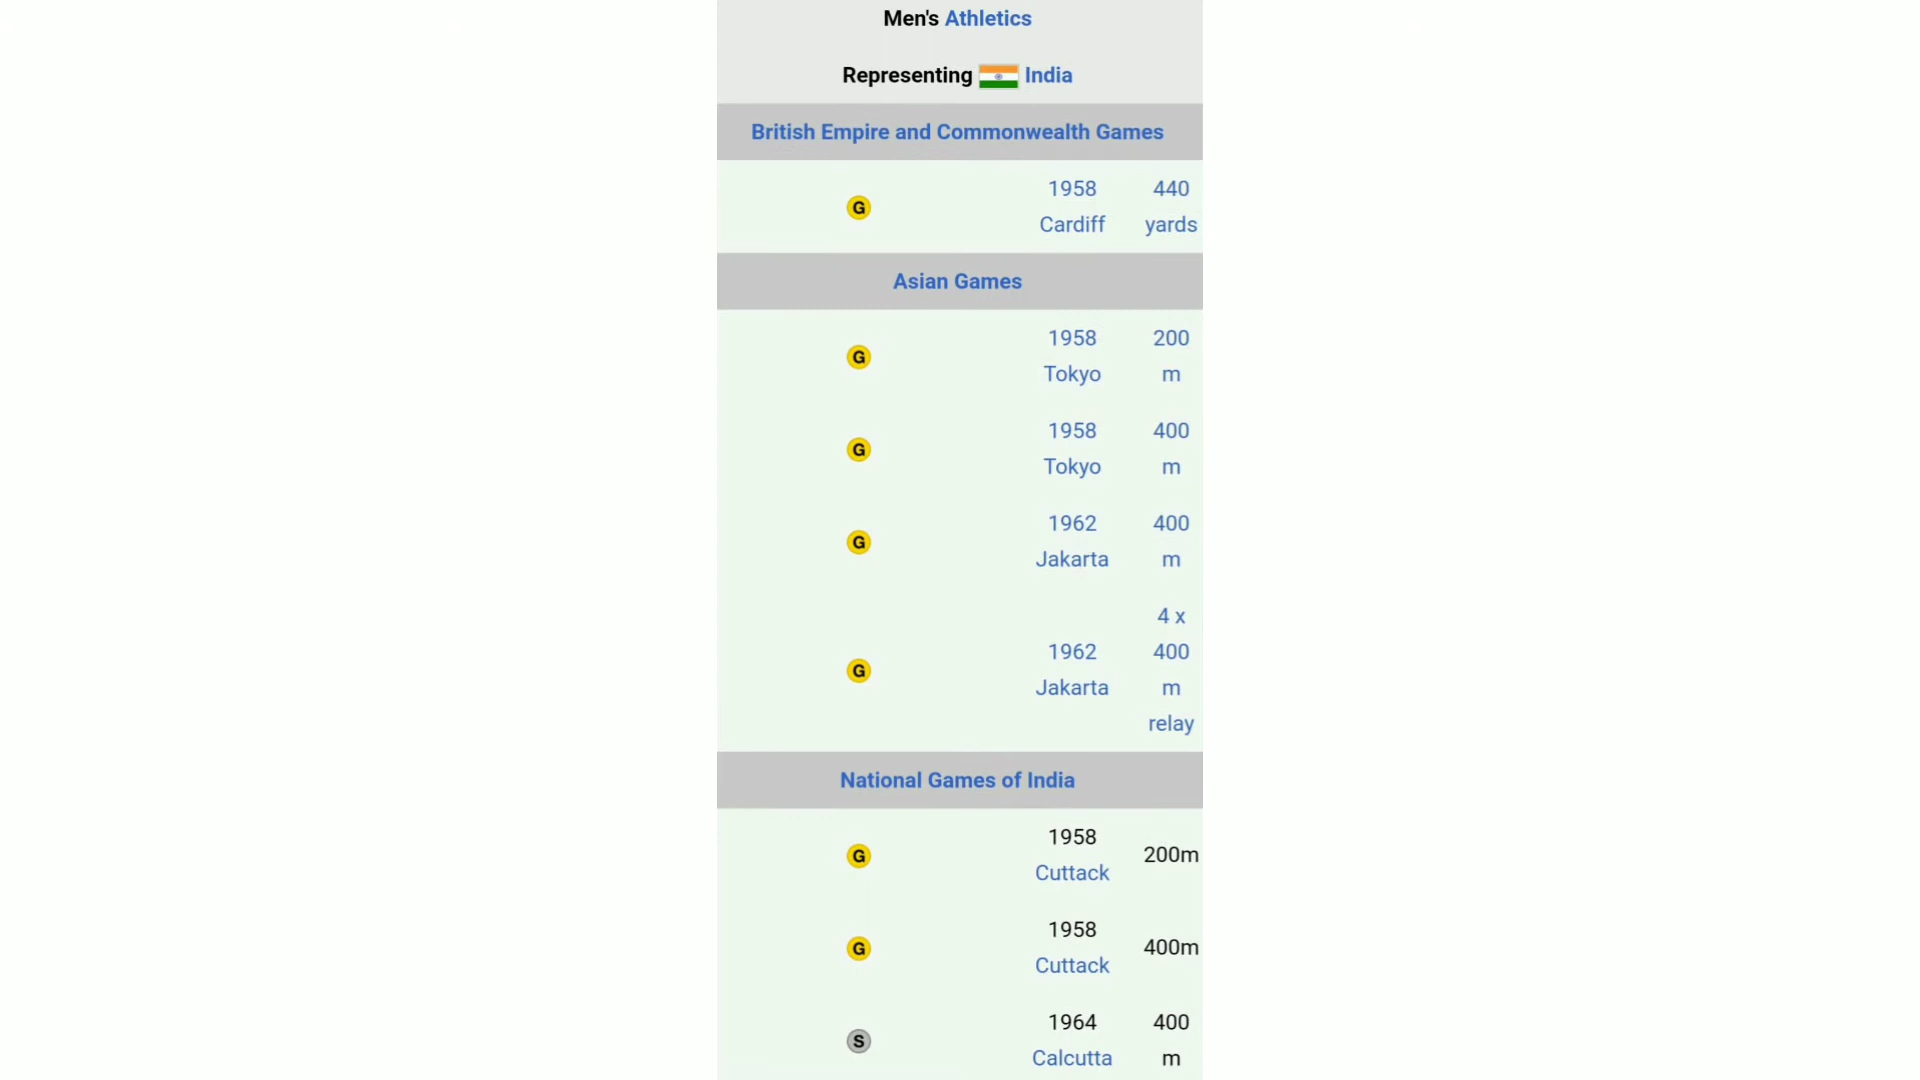 Men's Athletics
Representing India
British Empire and Commonwealth Games
G 1958 Cardiff 440 yards
Asian Games
G 1958 Tokyo 200 m
G 1958 Tokyo 400 m
G 1962 Jakarta 400 m
G 1962 Jakarta 4 x 400 m relay
National Games of India
G 1958 Cuttack 200m
G 1958 Cuttack 400m
S 1964 Calcutta 400 m